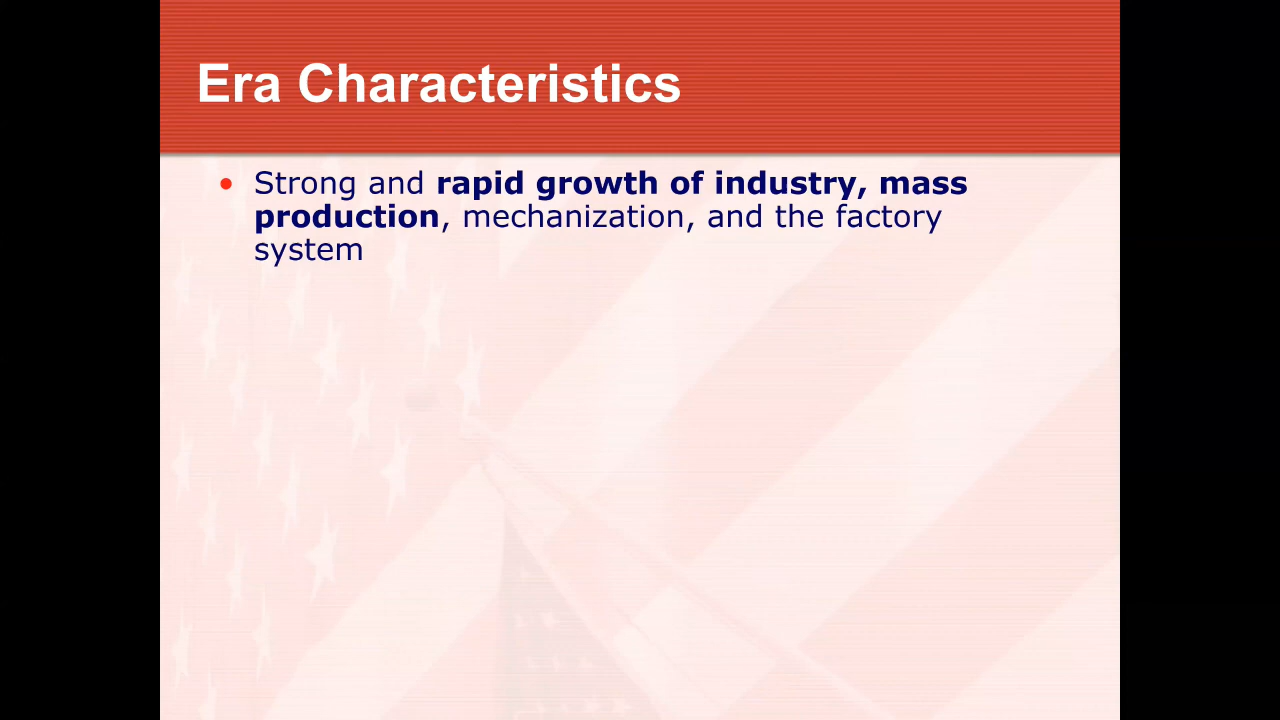 Era Characteristics
• Strong and rapid growth of industry, mass
production, mechanization, and the factory
system